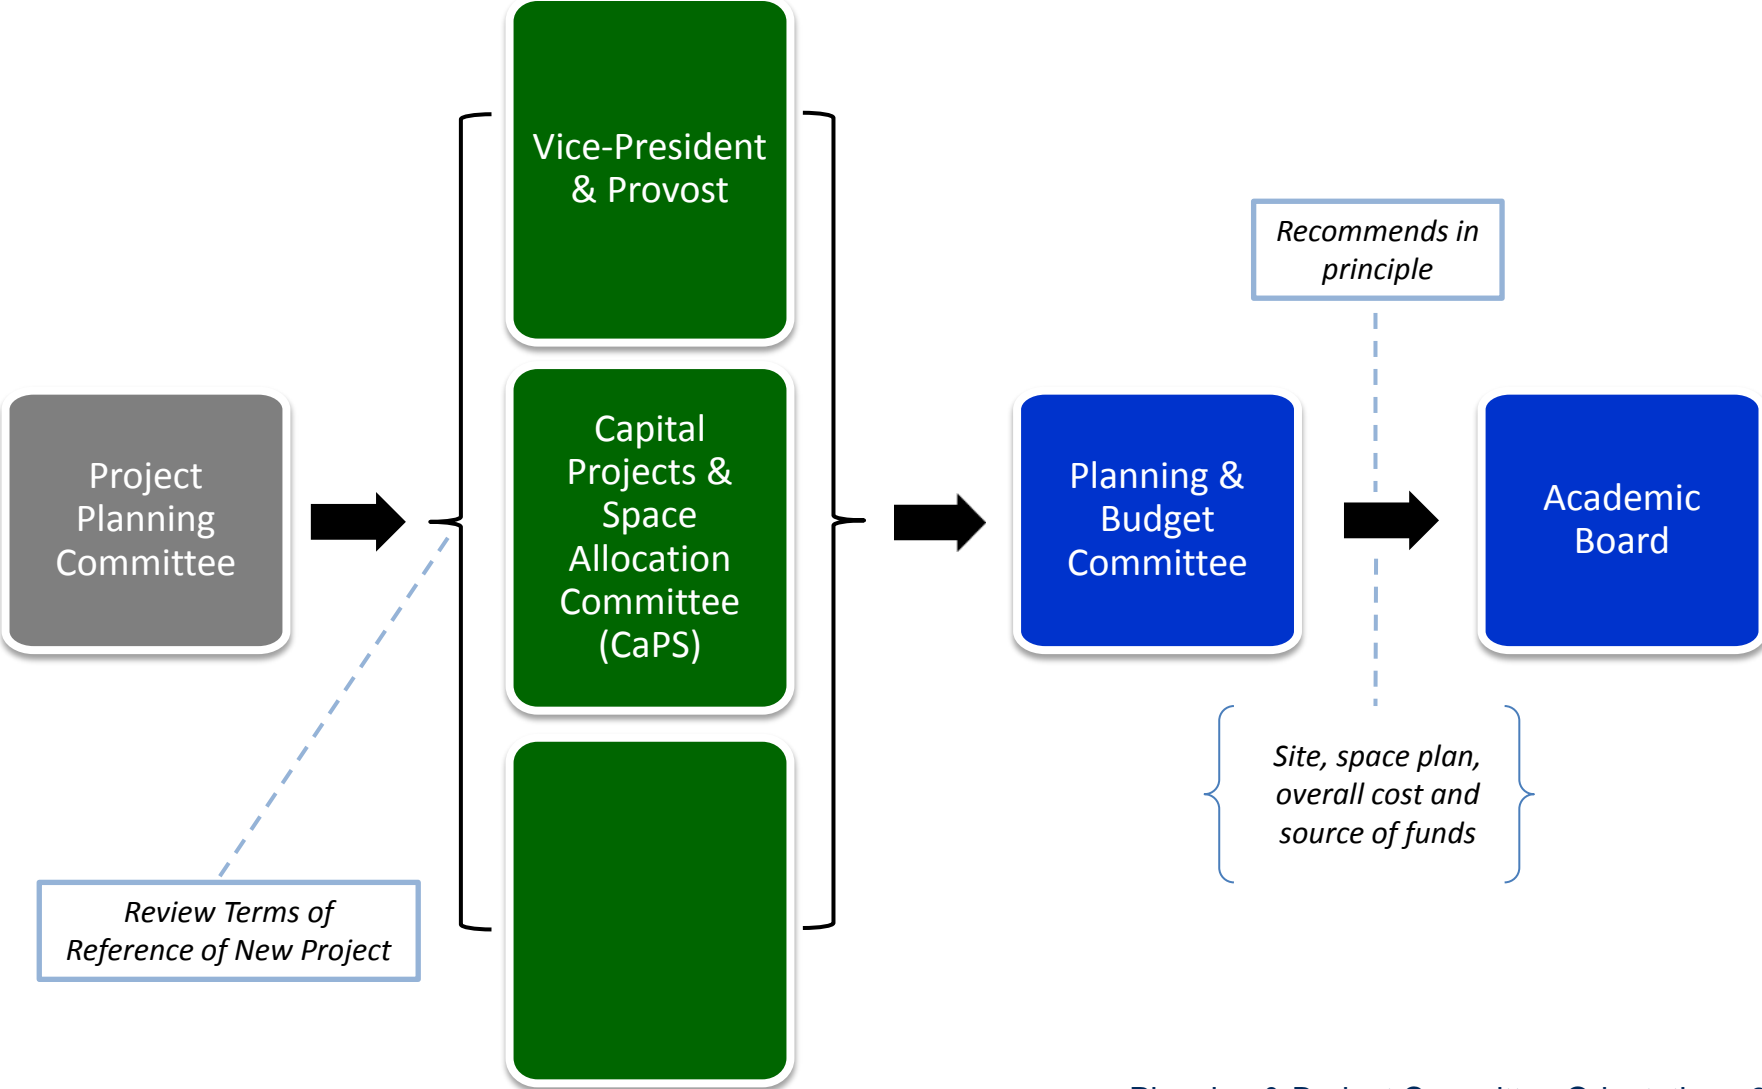 Vice-President
& Provost
Recommends in
principle
Project
Planning
Committee
Capital
Projects &
Space
Allocation
Committee
(CaPS)
Planning &
Budget
Committee
Academic
Board
Site, space plan,
overall cost and
source of funds
Review Terms of
Reference of New Project